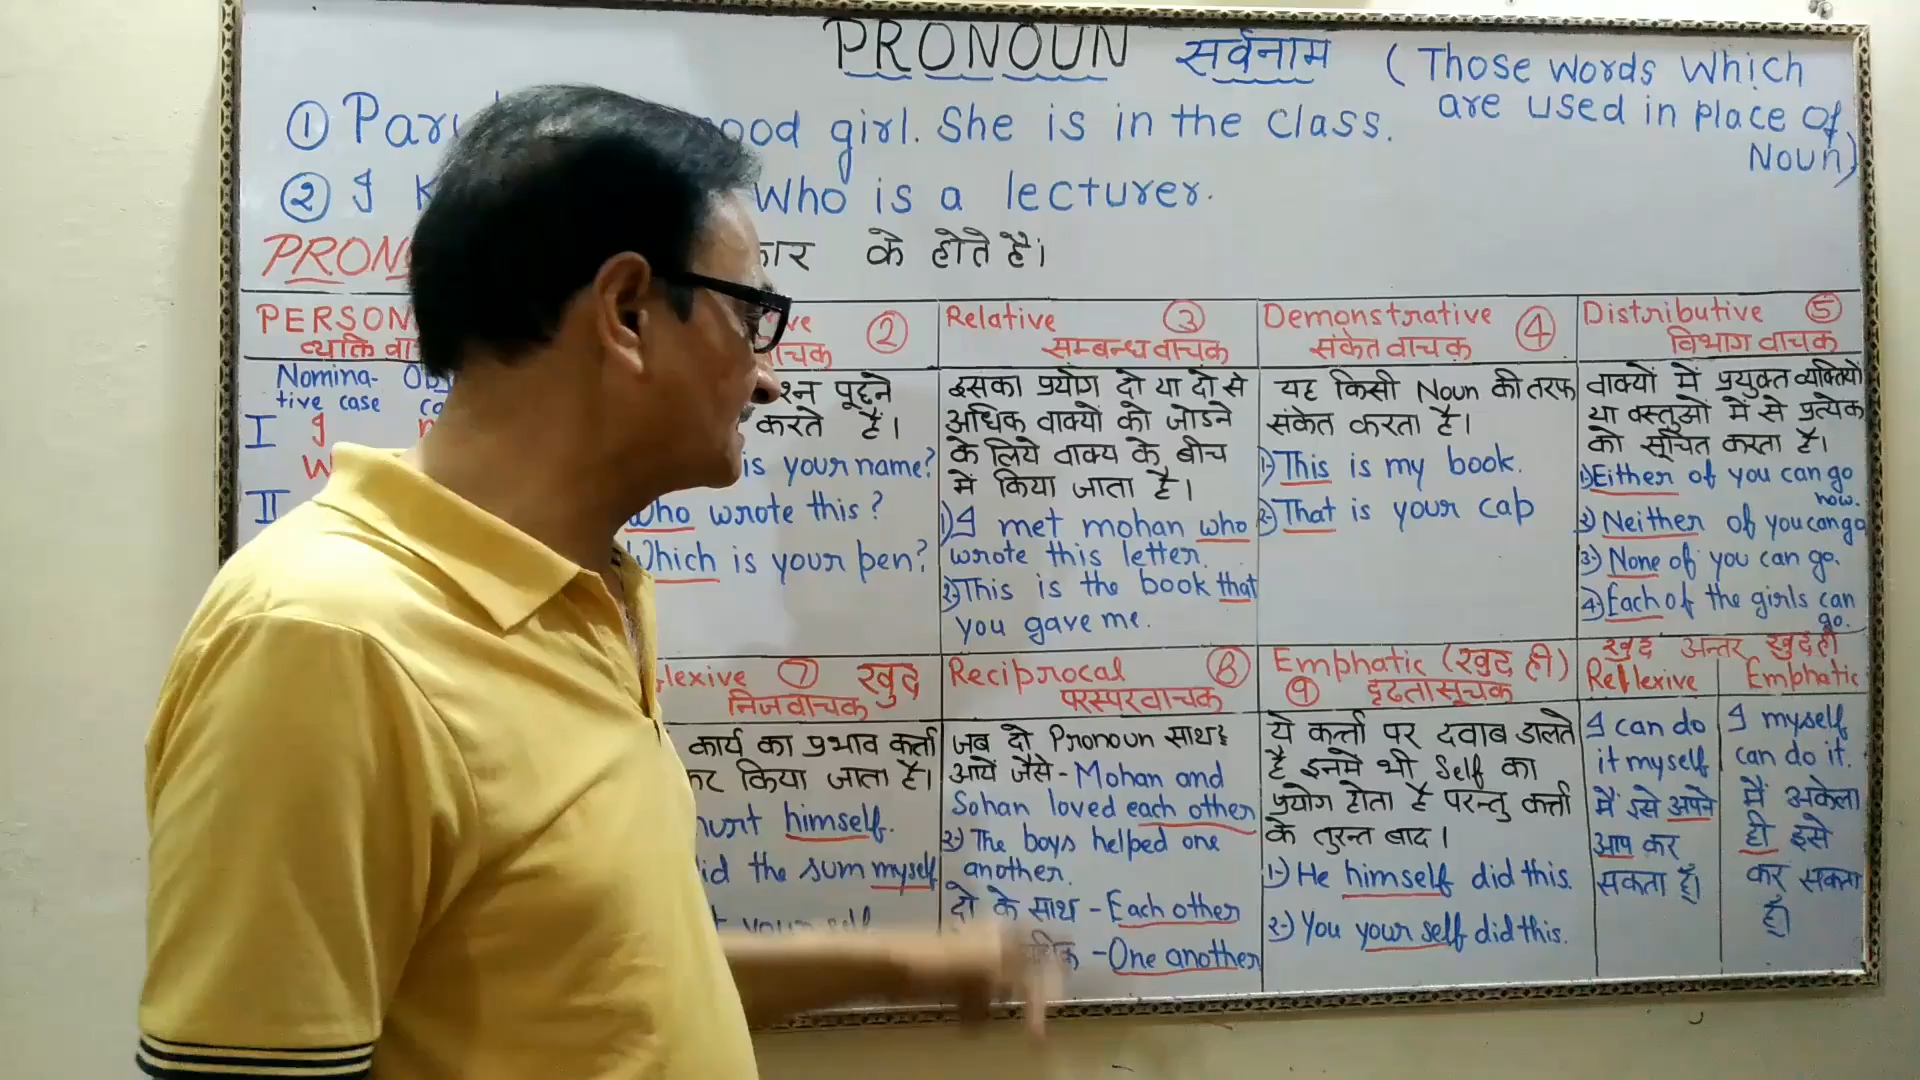 PRONOUN सर्वनाम (Those words which
are used in place of
Noun)
① good girl. She is in the class.
② I who is a lecturer.
के होते है।
Relative ③
सम्बन्धवाचक
इसका प्रयोग दो या दो से
अधिक वाक्यों को जोडने
के लिये वाक्य के बीच
में किया जाता है।
1) I met mohan who
wrote this letter.
2) This is the book that
you gave me.
Demonstrative ④
संकेतवाचक
यह किसी Noun की तरफ
संकेत करता है।
1) This is my book.
2) That is your cap
Distributive ⑤
विभाग वाचक
वाक्यों में प्रयुक्त व्यक्तियों
या वस्तुओ में से प्रत्येक
को सूचित करता है।
1) Either of you can go
now.
2) Neither of you can go
3) None of you can go.
4) Each of the girls can
go.
②
पूछने
करते हैं।
is your name?
Who wrote this?
Which is your pen?
Nomina-
tive case
I I
II
⑦ खुद
निजवाचक
कार्य का प्रभाव कर्त्ता
किया जाता है।
hurt himself.
did the sum myself
Reciprocal ⑧
परस्परवाचक
जब दो Pronoun साथ
आयें जैसे - Mohan and
Sohan loved each other
2) The boys helped one
another.
दो के साथ - Each other
- One another
Emphatic (खुद ही)
⑨ दृढतासूचक
ये कर्त्ता पर दवाब डालते
है इनमे भी Self का
प्रयोग होता है परन्तु कर्त्ता
के तुरन्त बाद।
1-) He himself did this.
2-) You your self did this.
खुद अन्तर खुद ही
Reflexive Emphatic
I can do
it myself
मैं इसे अपने
आप कर
सकता हूँ।
I myself
can do it.
मैं अकेला
ही इसे
कर सकता
हूँ।